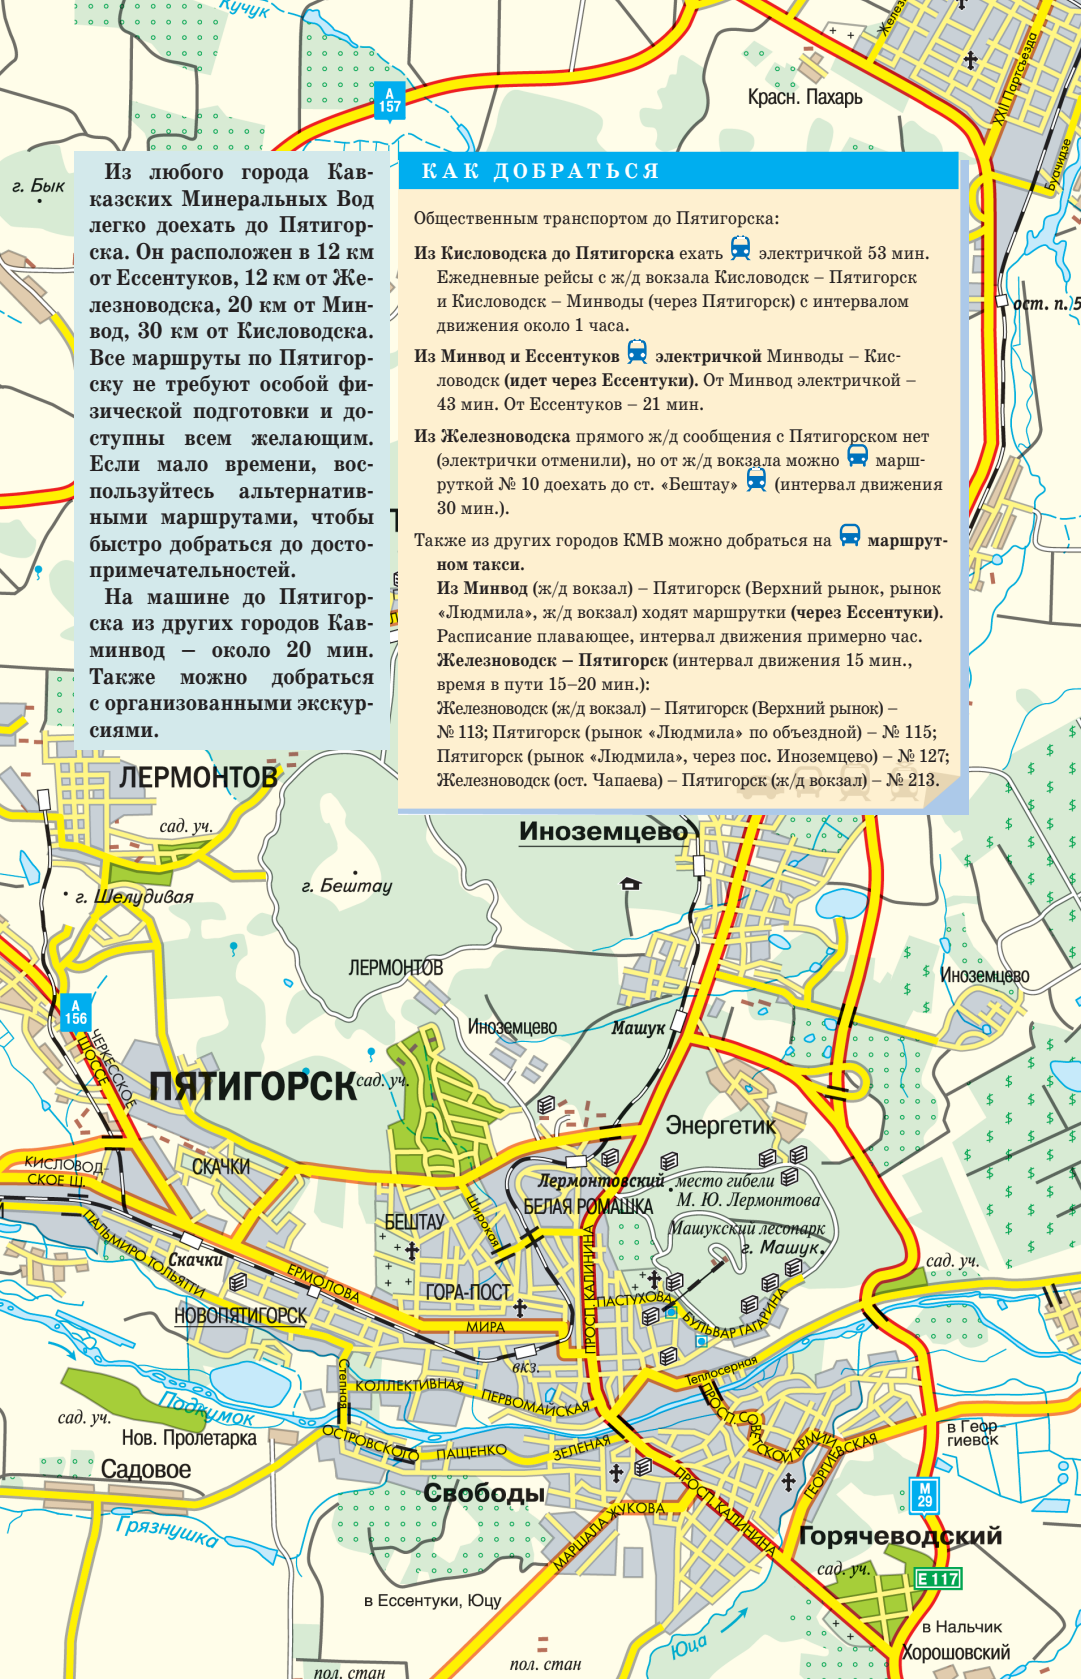 Кучук
А
157
Красн. Пахарь
XXII Партсъезда
Буачидзе
г. Бык
ост. п. 5
Из любого города Кав-
казских Минеральных Вод
легко доехать до Пятигор-
ска. Он расположен в 12 км
от Ессентуков, 12 км от Же-
лезноводска, 20 км от Мин-
вод, 30 км от Кисловодска.
Все маршруты по Пятигор-
ску не требуют особой фи-
зической подготовки и до-
ступны всем желающим.
Если мало времени, вос-
пользуйтесь альтернатив-
ными маршрутами, чтобы
быстро добраться до досто-
примечательностей.
На машине до Пятигор-
ска из других городов Кав-
минвод – около 20 мин.
Также можно добраться
с организованными экскур-
сиями.
КАК ДОБРАТЬСЯ
Общественным транспортом до Пятигорска:
Из Кисловодска до Пятигорска ехать электричкой 53 мин.
Ежедневные рейсы с ж/д вокзала Кисловодск – Пятигорск
и Кисловодск – Минводы (через Пятигорск) с интервалом
движения около 1 часа.
Из Минвод и Ессентуков электричкой Минводы – Кис-
ловодск (идет через Ессентуки). От Минвод электричкой –
43 мин. От Ессентуков – 21 мин.
Из Железноводска прямого ж/д сообщения с Пятигорском нет
(электрички отменили), но от ж/д вокзала можно марш-
руткой № 10 доехать до ст. «Бештау» (интервал движения
30 мин.).
Также из других городов КМВ можно добраться на маршрут-
ном такси.
Из Минвод (ж/д вокзал) – Пятигорск (Верхний рынок, рынок
«Людмила», ж/д вокзал) ходят маршрутки (через Ессентуки).
Расписание плавающее, интервал движения примерно час.
Железноводск – Пятигорск (интервал движения 15 мин.,
время в пути 15–20 мин.):
Железноводск (ж/д вокзал) – Пятигорск (Верхний рынок) –
№ 113; Пятигорск (рынок «Людмила» по объездной) – № 115;
Пятигорск (рынок «Людмила», через пос. Иноземцево) – № 127;
Железноводск (ост. Чапаева) – Пятигорск (ж/д вокзал) – № 213.
ЛЕРМОНТОВ
сад. уч.
г. Шелудивая
г. Бештау
Иноземцево
ЛЕРМОНТОВ
Иноземцево
Иноземцево
Машук
А
156
ЧЕРКЕССКОЕ
ШОССЕ
ПЯТИГОРСК
сад. уч.
Энергетик
КИСЛОВОД-
СКОЕ Ш.
СКАЧКИ
Лермонтовский
место гибели
М. Ю. Лермонтова
БЕЛАЯ РОМАШКА
Широкая
БЕШТАУ
Машукский лесопарк
г. Машук
ПАЛЬМИРО ТОЛЬЯТТИ
Скачки
ЕРМОЛОВА
ГОРА-ПОСТ
ПРОСП. КАЛИНИНА
ПАСТУХОВА
БУЛЬВАР ГАГАРИНА
сад. уч.
НОВОПЯТИГОРСК
МИРА
вкз.
Теплосерная
Степная
КОЛЛЕКТИВНАЯ
ПЕРВОМАЙСКАЯ
ПРОСП. СОВЕТСКОЙ АРМИИ
Подкумок
сад. уч.
Нов. Пролетарка
ОСТРОВСКОГО
ПАЩЕНКО
ЗЕЛЕНАЯ
ГЕОРГИЕВСКАЯ
в Геор
гиевск
Садовое
Свободы
ПРОСП. КАЛИНИНА
М
29
МАРШАЛА ЖУКОВА
Грязнушка
Горячеводский
сад. уч.
Е 117
в Ессентуки, Юцу
в Нальчик
Юца
Хорошовский
пол. стан
пол. стан